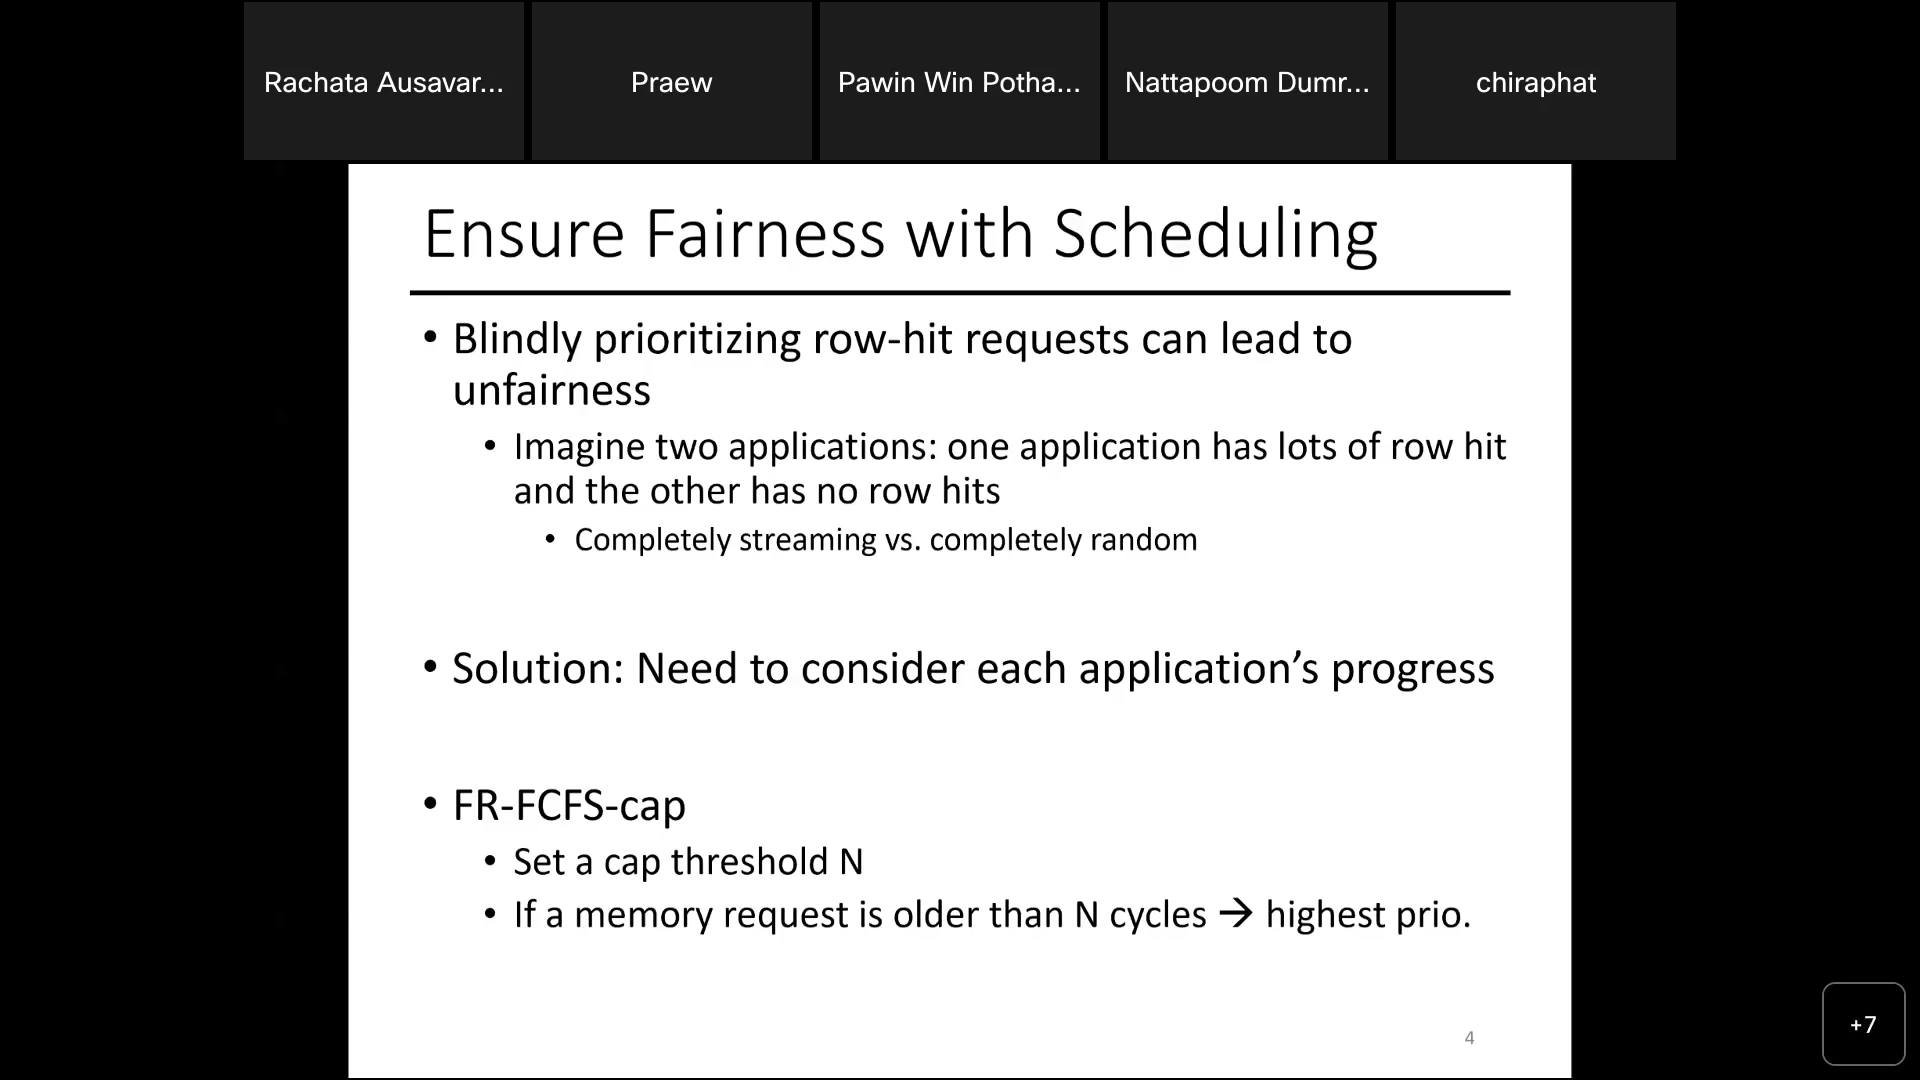 Rachata Ausavar...
Praew
Pawin Win Potha...
Nattapoom Dumr...
chiraphat
Ensure Fairness with Scheduling
• Blindly prioritizing row-hit requests can lead to
unfairness
• Imagine two applications: one application has lots of row hit
and the other has no row hits
• Completely streaming vs. completely random
• Solution: Need to consider each application’s progress
• FR-FCFS-cap
• Set a cap threshold N
• If a memory request is older than N cycles → highest prio.
4
+7